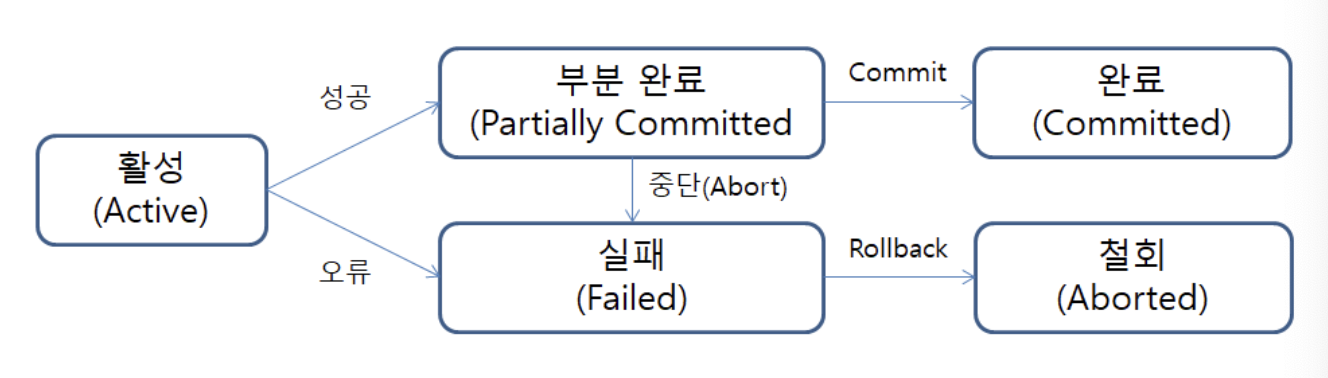 성공
부분 완료
(Partially Committed
Commit
완료
(Committed)
활성
(Active)
중단(Abort)
오류
실패
(Failed)
Rollback
철회
(Aborted)